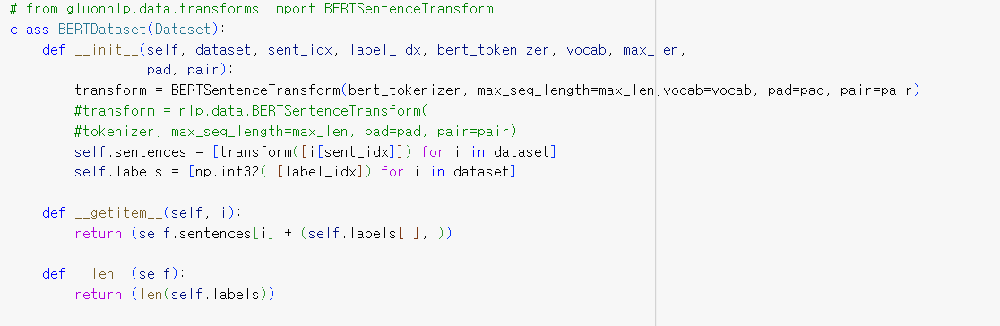 # from gluonnlp.data.transforms import BERTSentenceTransform
class BERTDataset(Dataset):
    def __init__(self, dataset, sent_idx, label_idx, bert_tokenizer, vocab, max_len,
                 pad, pair):
        transform = BERTSentenceTransform(bert_tokenizer, max_seq_length=max_len,vocab=vocab, pad=pad, pair=pair)
        #transform = nlp.data.BERTSentenceTransform(
        #tokenizer, max_seq_length=max_len, pad=pad, pair=pair)
        self.sentences = [transform([i[sent_idx]]) for i in dataset]
        self.labels = [np.int32(i[label_idx]) for i in dataset]
    def __getitem__(self, i):
        return (self.sentences[i] + (self.labels[i], ))
    def __len__(self):
        return (len(self.labels))